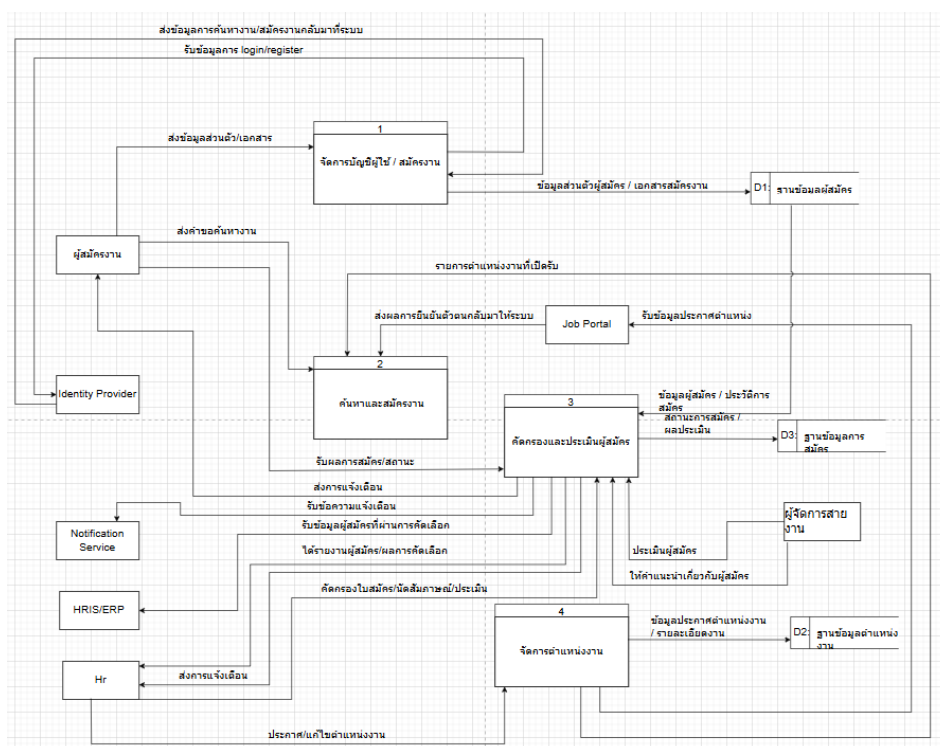 ส่งข้อมูลการค้นหางาน/สมัครงานกลับมาที่ระบบ
รับข้อมูลการ login/register
1
ส่งข้อมูลส่วนตัว/เอกสาร
จัดการบัญชีผู้ใช้ / สมัครงาน
ข้อมูลส่วนตัวผู้สมัคร / เอกสารสมัครงาน
D1:
ฐานข้อมูลผู้สมัคร
ส่งคำขอค้นหางาน
ผู้สมัครงาน
รายการตำแหน่งงานที่เปิดรับ
ส่งผลการยืนยันตัวตนกลับมาให้ระบบ
Job Portal
รับข้อมูลประกาศตำแหน่ง
2
Identity Provider
ค้นหาและสมัครงาน
ข้อมูลผู้สมัคร / ประวัติการ
สมัคร
3
สถานะการสมัคร /
ผลประเมิน
คัดกรองและประเมินผู้สมัคร
D3:
ฐานข้อมูลการ
สมัคร
รับผลการสมัคร/สถานะ
ส่งการแจ้งเตือน
รับข้อความแจ้งเตือน
Notification
Service
รับข้อมูลผู้สมัครที่ผ่านการคัดเลือก
ผู้จัดการสาย
งาน
ได้รายงานผู้สมัคร/ผลการคัดเลือก
ประเมินผู้สมัคร
ให้คำแนะนำเกี่ยวกับผู้สมัคร
คัดกรองใบสมัคร/นัดสัมภาษณ์/ประเมิน
HRIS/ERP
4
ข้อมูลประกาศตำแหน่งงาน
/ รายละเอียดงาน
D2:
ฐานข้อมูลตำแหน่ง
งาน
จัดการตำแหน่งงาน
Hr
ส่งการแจ้งเตือน
ประกาศ/แก้ไขตำแหน่งงาน